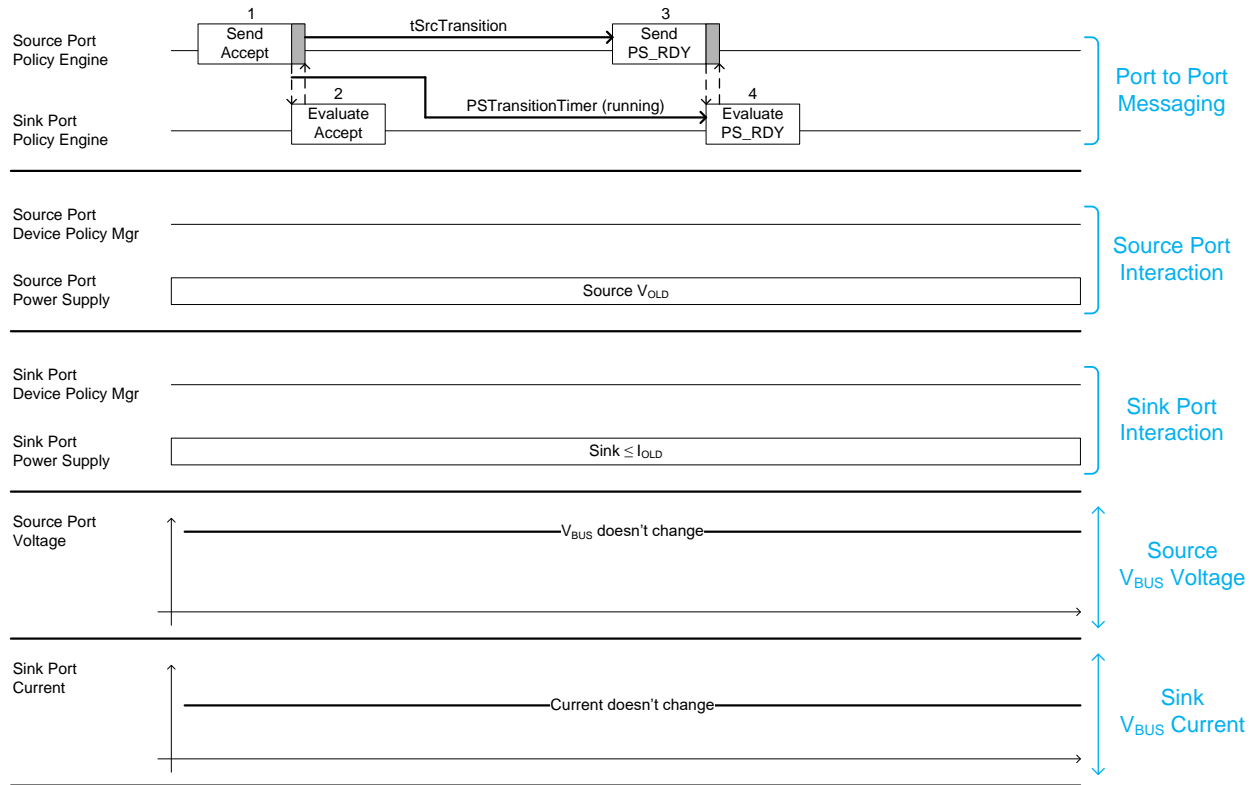 1
3
Source Port
Policy Engine
Send
Accept
tSrcTransition
Send
PS_RDY
2
4
Sink Port
Policy Engine
Evaluate
Accept
PSTransitionTimer (running)
Evaluate
PS_RDY
Port to Port
Messaging
Source Port
Device Policy Mgr
Source Port
Power Supply
Source VOLD
Source Port
Interaction
Sink Port
Device Policy Mgr
Sink Port
Power Supply
Sink ≤ IOLD
Sink Port
Interaction
Source Port
Voltage
VBUS doesn't change
Source
VBUS Voltage
Sink Port
Current
Current doesn't change
Sink
VBUS Current